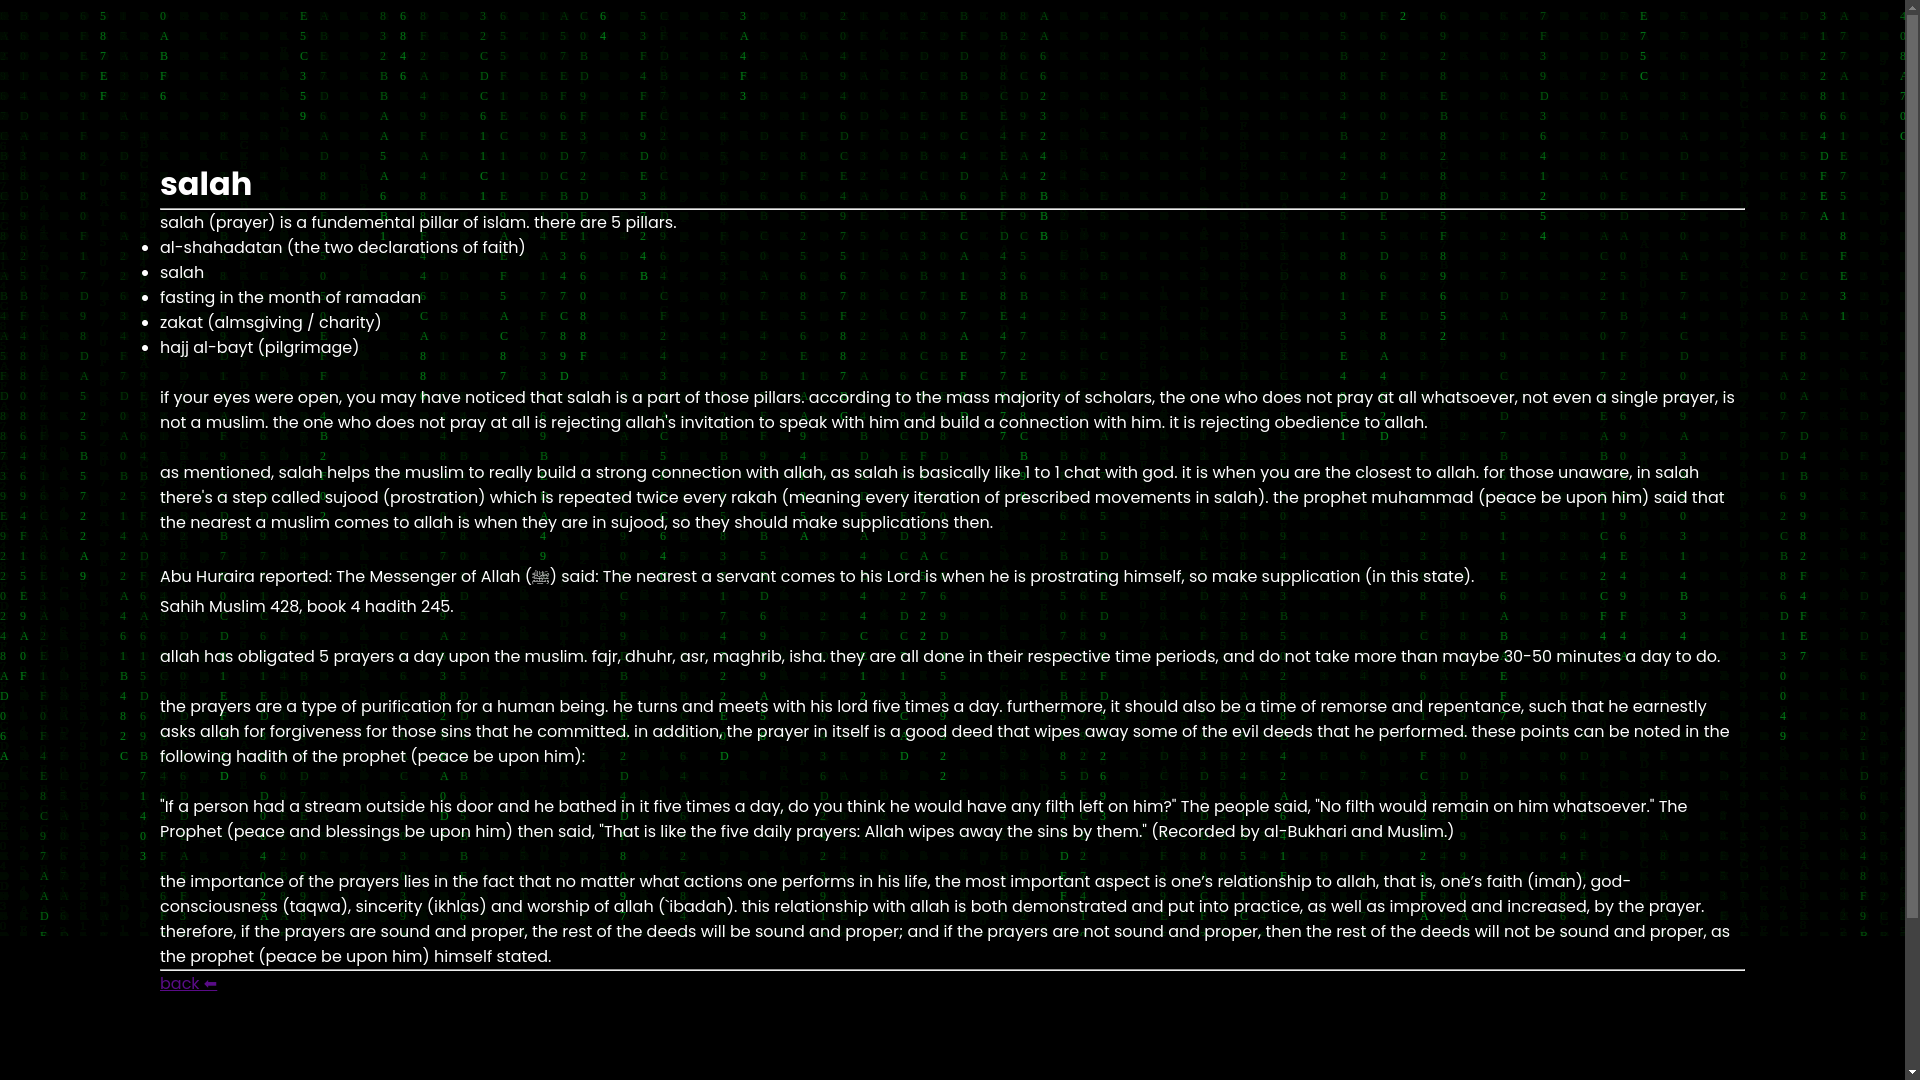 salah
salah (prayer) is a fundemental pillar of islam. there are 5 pillars.
• al-shahadatan (the two declarations of faith)
• salah
• fasting in the month of ramadan
• zakat (almsgiving / charity)
• hajj al-bayt (pilgrimage)
if your eyes were open, you may have noticed that salah is a part of those pillars. according to the mass majority of scholars, the one who does not pray at all whatsoever, not even a single prayer, is
not a muslim. the one who does not pray at all is rejecting allah's invitation to speak with him and build a connection with him. it is rejecting obedience to allah.
as mentioned, salah helps the muslim to really build a strong connection with allah, as salah is basically like 1 to 1 chat with god. it is when you are the closest to allah. for those unaware, in salah
there's a step called sujood (prostration) which is repeated twice every rakah (meaning every iteration of prescribed movements in salah). the prophet muhammad (peace be upon him) said that
the nearest a muslim comes to allah is when they are in sujood, so they should make supplications then.
Abu Huraira reported: The Messenger of Allah (ﷺ) said: The nearest a servant comes to his Lord is when he is prostrating himself, so make supplication (in this state).
Sahih Muslim 428, book 4 hadith 245.
allah has obligated 5 prayers a day upon the muslim. fajr, dhuhr, asr, maghrib, isha. they are all done in their respective time periods, and do not take more than maybe 30-50 minutes a day to do.
the prayers are a type of purification for a human being. he turns and meets with his lord five times a day. furthermore, it should also be a time of remorse and repentance, such that he earnestly
asks allah for forgiveness for those sins that he committed. in addition, the prayer in itself is a good deed that wipes away some of the evil deeds that he performed. these points can be noted in the
following hadith of the prophet (peace be upon him):
"If a person had a stream outside his door and he bathed in it five times a day, do you think he would have any filth left on him?" The people said, "No filth would remain on him whatsoever." The
Prophet (peace and blessings be upon him) then said, "That is like the five daily prayers: Allah wipes away the sins by them." (Recorded by al-Bukhari and Muslim.)
the importance of the prayers lies in the fact that no matter what actions one performs in his life, the most important aspect is one’s relationship to allah, that is, one’s faith (iman), god-
consciousness (taqwa), sincerity (ikhlas) and worship of allah (`ibadah). this relationship with allah is both demonstrated and put into practice, as well as improved and increased, by the prayer.
therefore, if the prayers are sound and proper, the rest of the deeds will be sound and proper; and if the prayers are not sound and proper, then the rest of the deeds will not be sound and proper, as
the prophet (peace be upon him) himself stated.
back ⬅